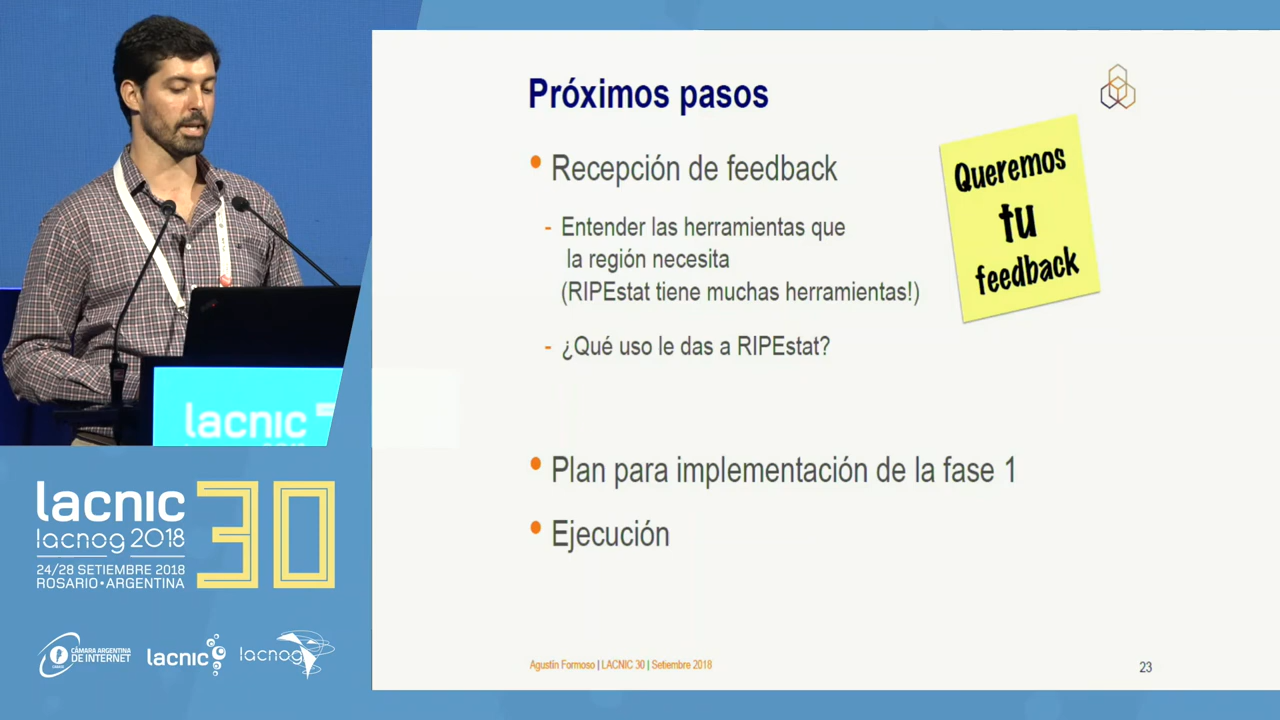 lacnic
lacnic 30
lacnog 2018
24/28 SETIEMBRE 2018
ROSARIO • ARGENTINA
CÁMARA ARGENTINA
DE INTERNET
lacnic
lacnog
Próximos pasos
• Recepción de feedback
- Entender las herramientas que
la región necesita
(RIPEstat tiene muchas herramientas!)
- ¿Qué uso le das a RIPEstat?
Queremos
tu
feedback
• Plan para implementación de la fase 1
• Ejecución
Agustín Formoso | LACNIC 30 | Setiembre 2018
23